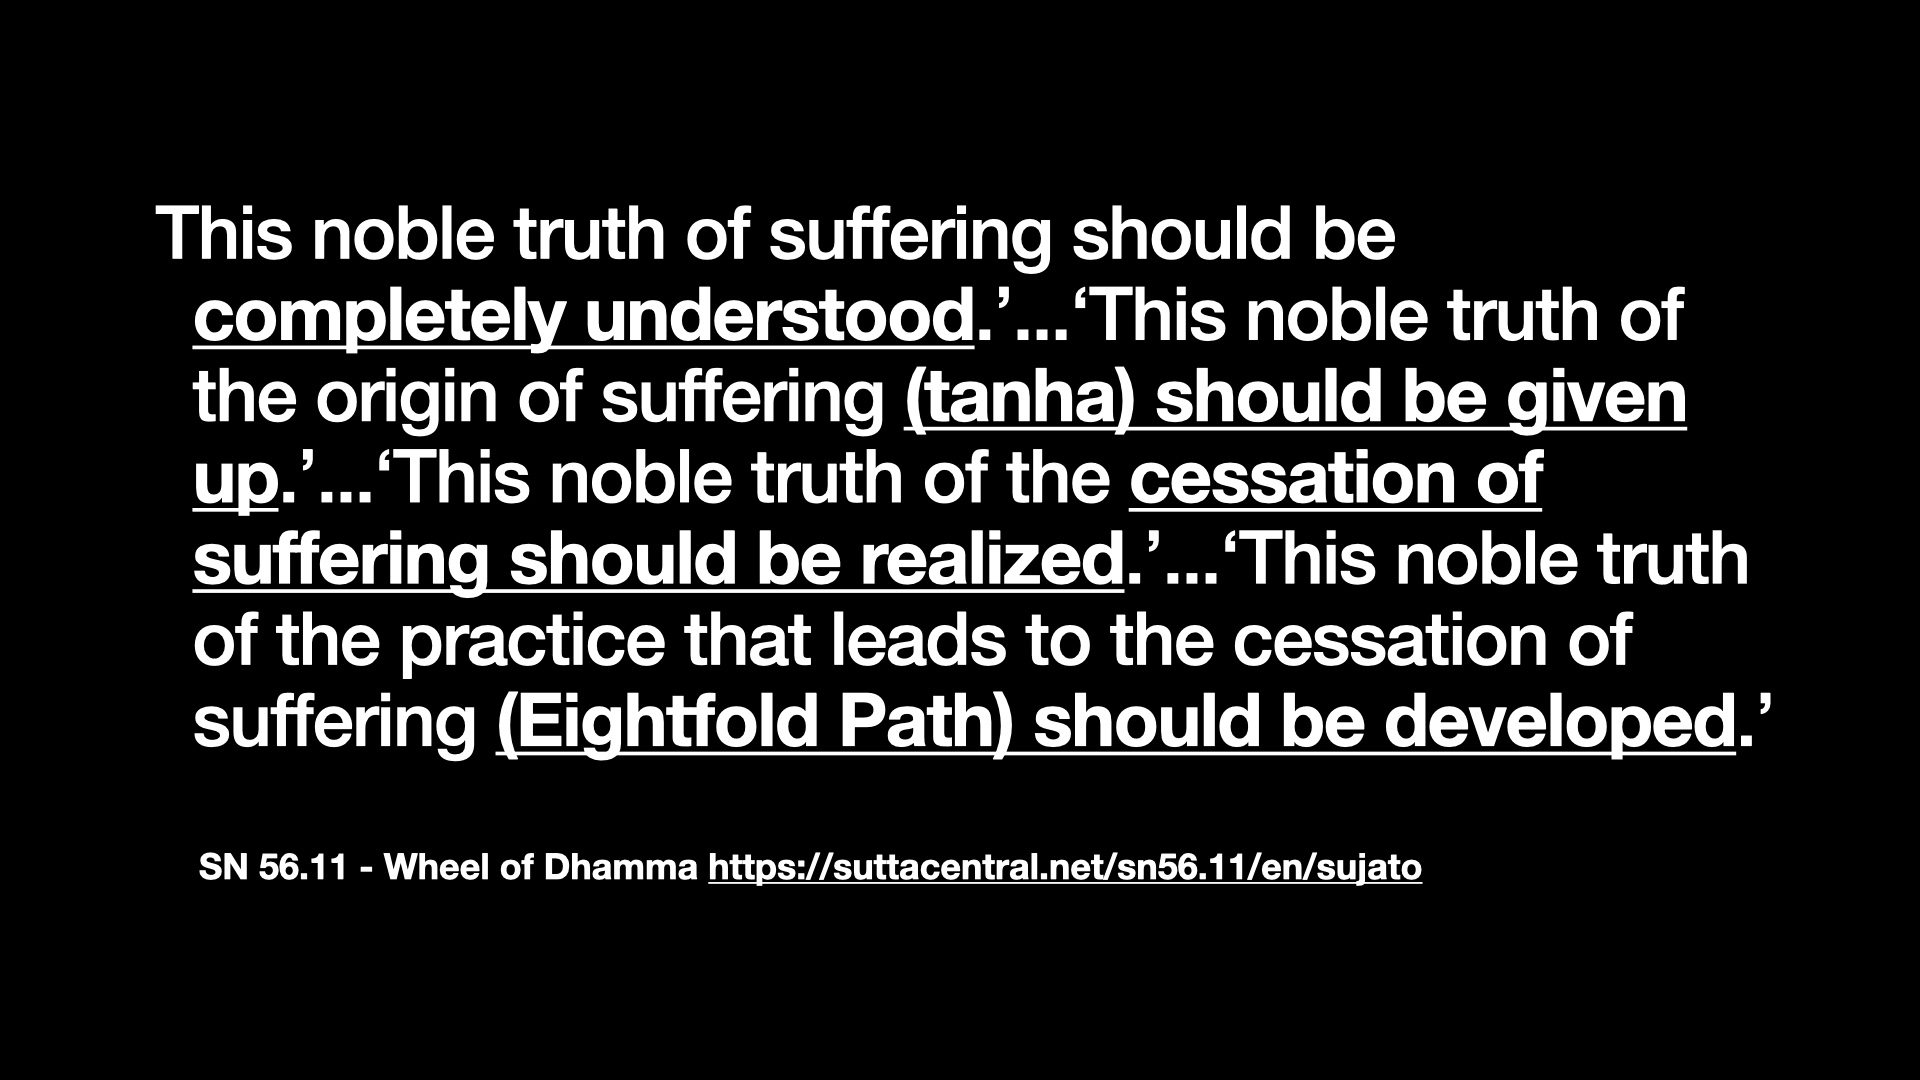 This noble truth of suffering should be
completely understood.’...‘This noble truth of
the origin of suffering (tanha) should be given
up.’...‘This noble truth of the cessation of
suffering should be realized.’...‘This noble truth
of the practice that leads to the cessation of
suffering (Eightfold Path) should be developed.’
SN 56.11 - Wheel of Dhamma https://suttacentral.net/sn56.11/en/sujato